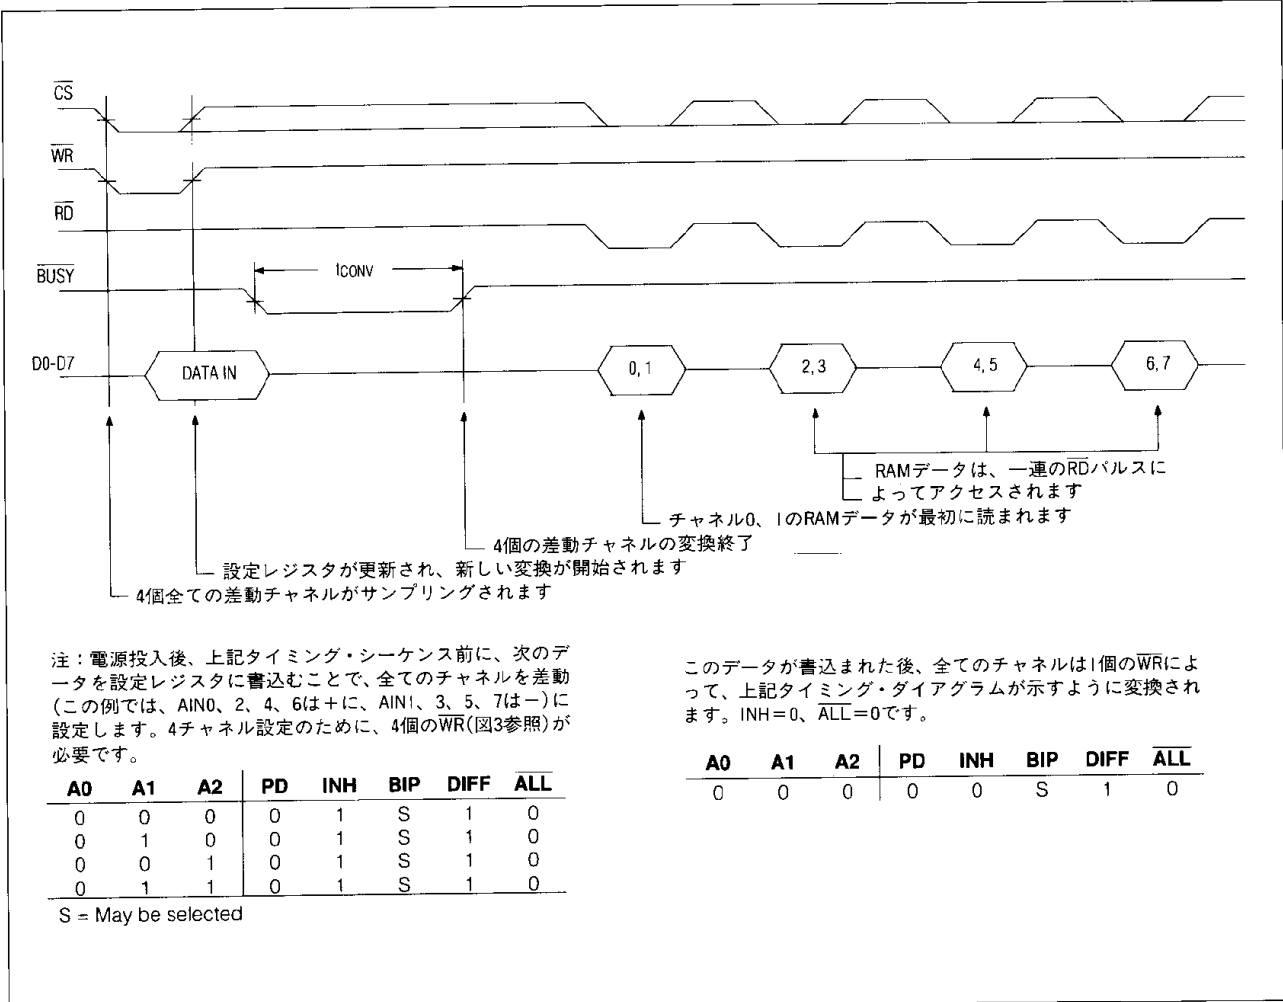 CS
WR
RD
BUSY
tCONV
D0-D7
DATA IN
0, 1
2, 3
4, 5
6, 7
RAMデータは、一連のRDパルスに
よってアクセスされます
チャネル0、1のRAMデータが最初に読まれます
4個の差動チャネルの変換終了
設定レジスタが更新され、新しい変換が開始されます
4個全ての差動チャネルがサンプリングされます
注：電源投入後、上記タイミング・シーケンス前に、次のデ
ータを設定レジスタに書込むことで、全てのチャネルを差動
(この例では、AIN0、2、4、6は＋に、AIN1、3、5、7は－)に
設定します。4チャネル設定のために、4個のWR(図3参照)が
必要です。
A0 A1 A2 PD INH BIP DIFF ALL
0 0 0 0 1 S 1 0
0 1 0 0 1 S 1 0
0 0 1 0 1 S 1 0
0 1 1 0 1 S 1 0
S = May be selected
このデータが書込まれた後、全てのチャネルは1個のWRによ
って、上記タイミング・ダイアグラムが示すように変換され
ます。INH＝0、ALL＝0です。
A0 A1 A2 PD INH BIP DIFF ALL
0 0 0 0 0 S 1 0